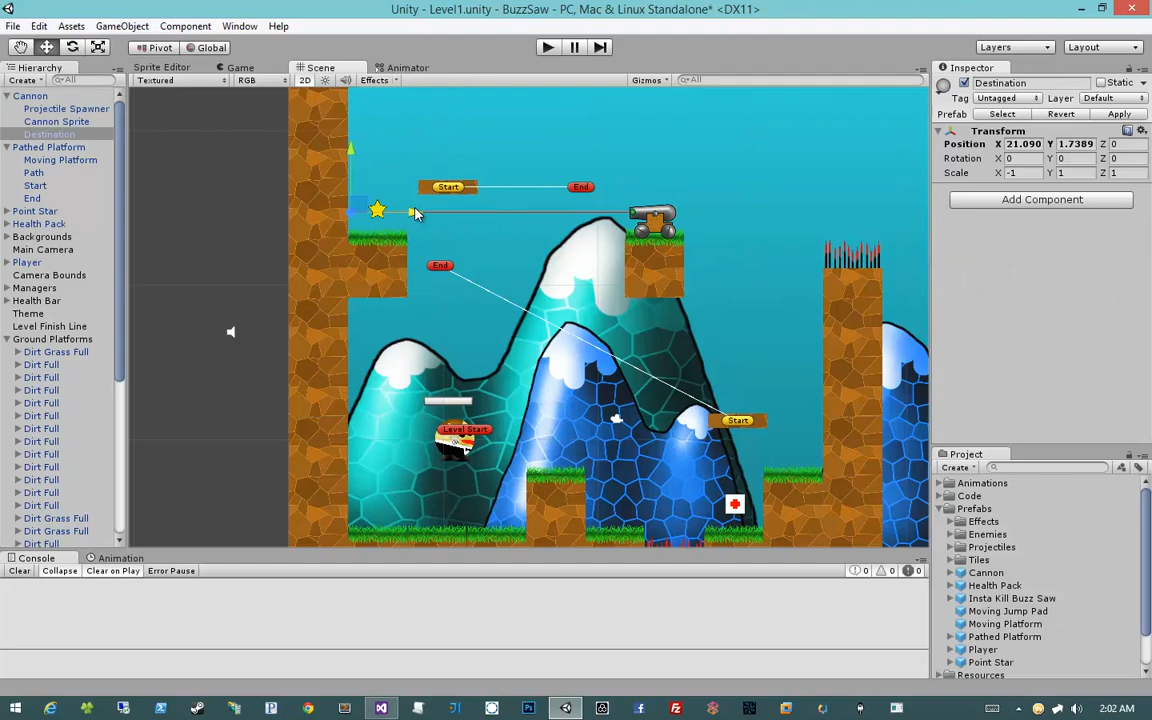 Unity - Level1.unity - BuzzSaw - PC, Mac & Linux Standalone* <DX11>
File Edit Assets GameObject Component Window Help
Pivot Global Layers Layout
Hierarchy
Create All
Cannon
Projectile Spawner
Cannon Sprite
Destination
Pathed Platform
Moving Platform
Path
Start
End
Point Star
Health Pack
Backgrounds
Main Camera
Player
Camera Bounds
Managers
Health Bar
Theme
Level Finish Line
Ground Platforms
Dirt Grass Full
Dirt Full
Dirt Full
Dirt Full
Dirt Full
Dirt Full
Dirt Full
Dirt Full
Dirt Full
Dirt Full
Dirt Full
Dirt Full
Dirt Full
Dirt Grass Full
Dirt Grass Full
Dirt Full
Sprite Editor Game Scene Animator
Textured RGB 2D Effects Gizmos All
Start End
End
Start
Level Start
Inspector
Destination Static
Tag Untagged Layer Default
Prefab Select Revert Apply
Transform
Position X 21.090 Y 1.7389 Z 0
Rotation X 0 Y 0 Z 0
Scale X -1 Y 1 Z 1
Add Component
Project
Create
Animations
Code
Prefabs
Effects
Enemies
Projectiles
Tiles
Cannon
Health Pack
Insta Kill Buzz Saw
Moving Jump Pad
Moving Platform
Pathed Platform
Player
Point Star
Resources
Console Animation
Clear Collapse Clear on Play Error Pause 0 0 0
2:02 AM